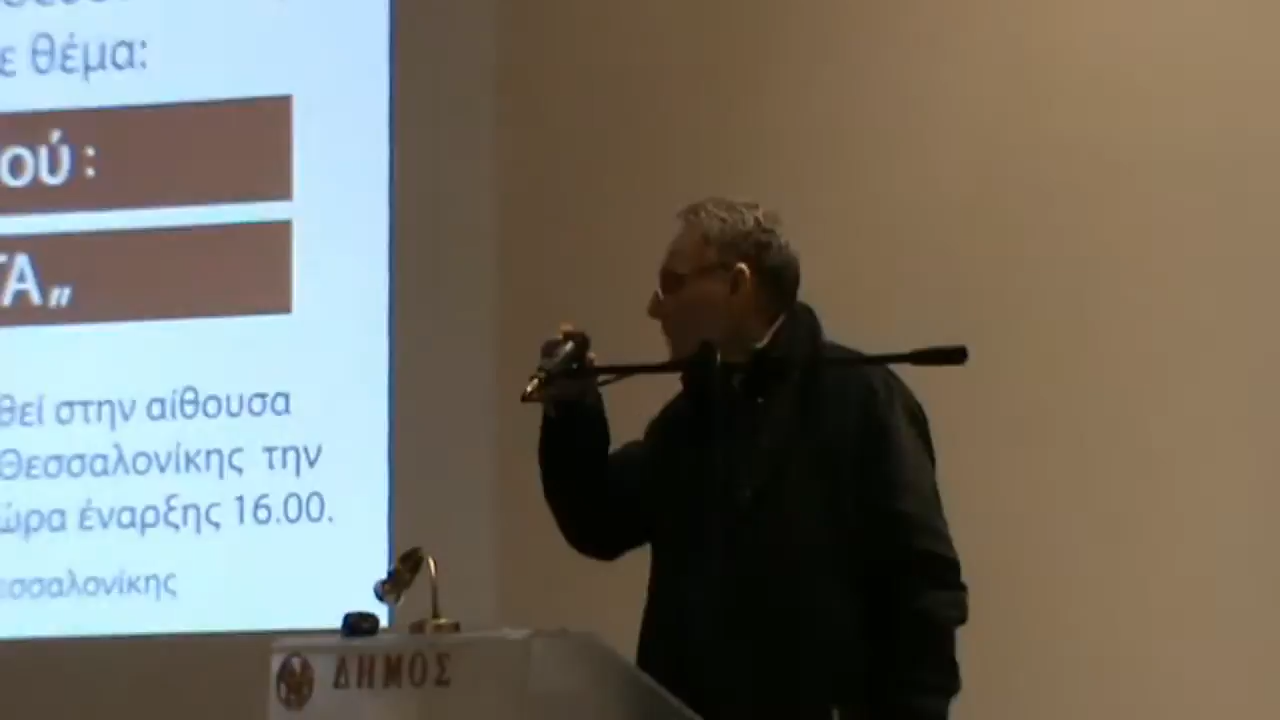 ε θέμα:
ού:
ΤΑ„
θεί στην αίθουσα
Θεσσαλονίκης την
ώρα έναρξης 16.00.
εσσαλονίκης
ΔΗΜΟΣ